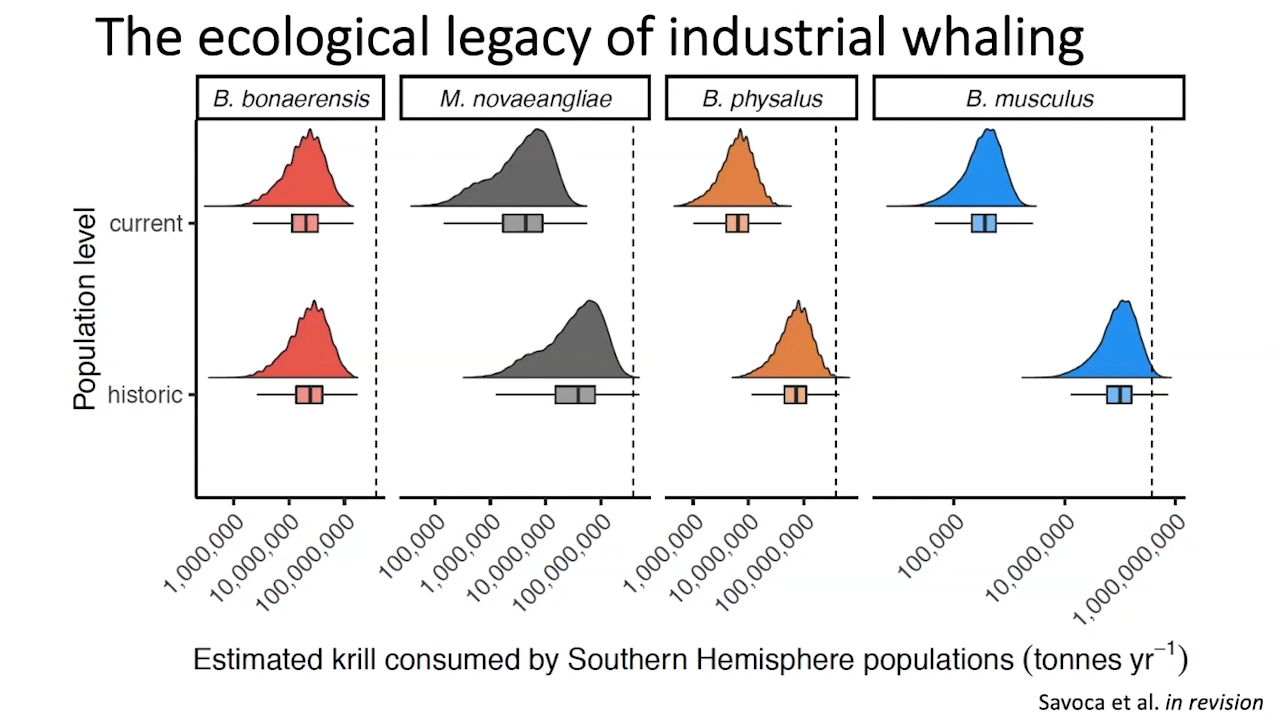 The ecological legacy of industrial whaling
B. bonaerensis
M. novaeangliae
B. physalus
B. musculus
Population level
current
historic
1,000,000
10,000,000
100,000,000
100,000
1,000,000
10,000,000
100,000,000
1,000,000
10,000,000
100,000,000
100,000
10,000,000
1,000,000,000
Estimated krill consumed by Southern Hemisphere populations (tonnes yr⁻¹)
Savoca et al. in revision